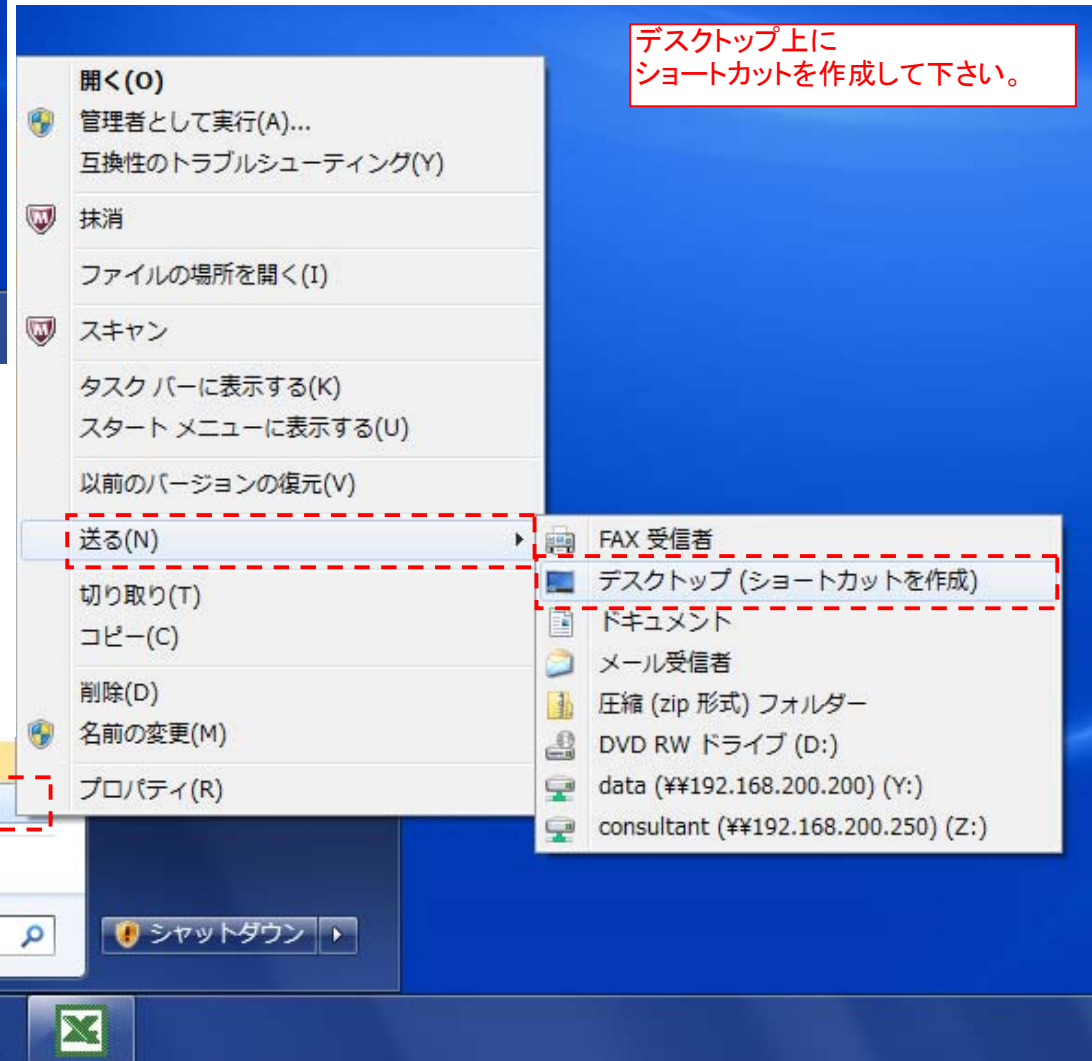 デスクトップ上に
ショートカットを作成して下さい。
開く(O)
管理者として実行(A)...
互換性のトラブルシューティング(Y)
抹消
ファイルの場所を開く(I)
スキャン
タスク バーに表示する(K)
スタート メニューに表示する(U)
以前のバージョンの復元(V)
送る(N)
切り取り(T)
コピー(C)
削除(D)
名前の変更(M)
プロパティ(R)
FAX 受信者
デスクトップ (ショートカットを作成)
ドキュメント
メール受信者
圧縮 (zip 形式) フォルダー
DVD RW ドライブ (D:)
data (¥¥192.168.200.200) (Y:)
consultant (¥¥192.168.200.250) (Z:)
シャットダウン